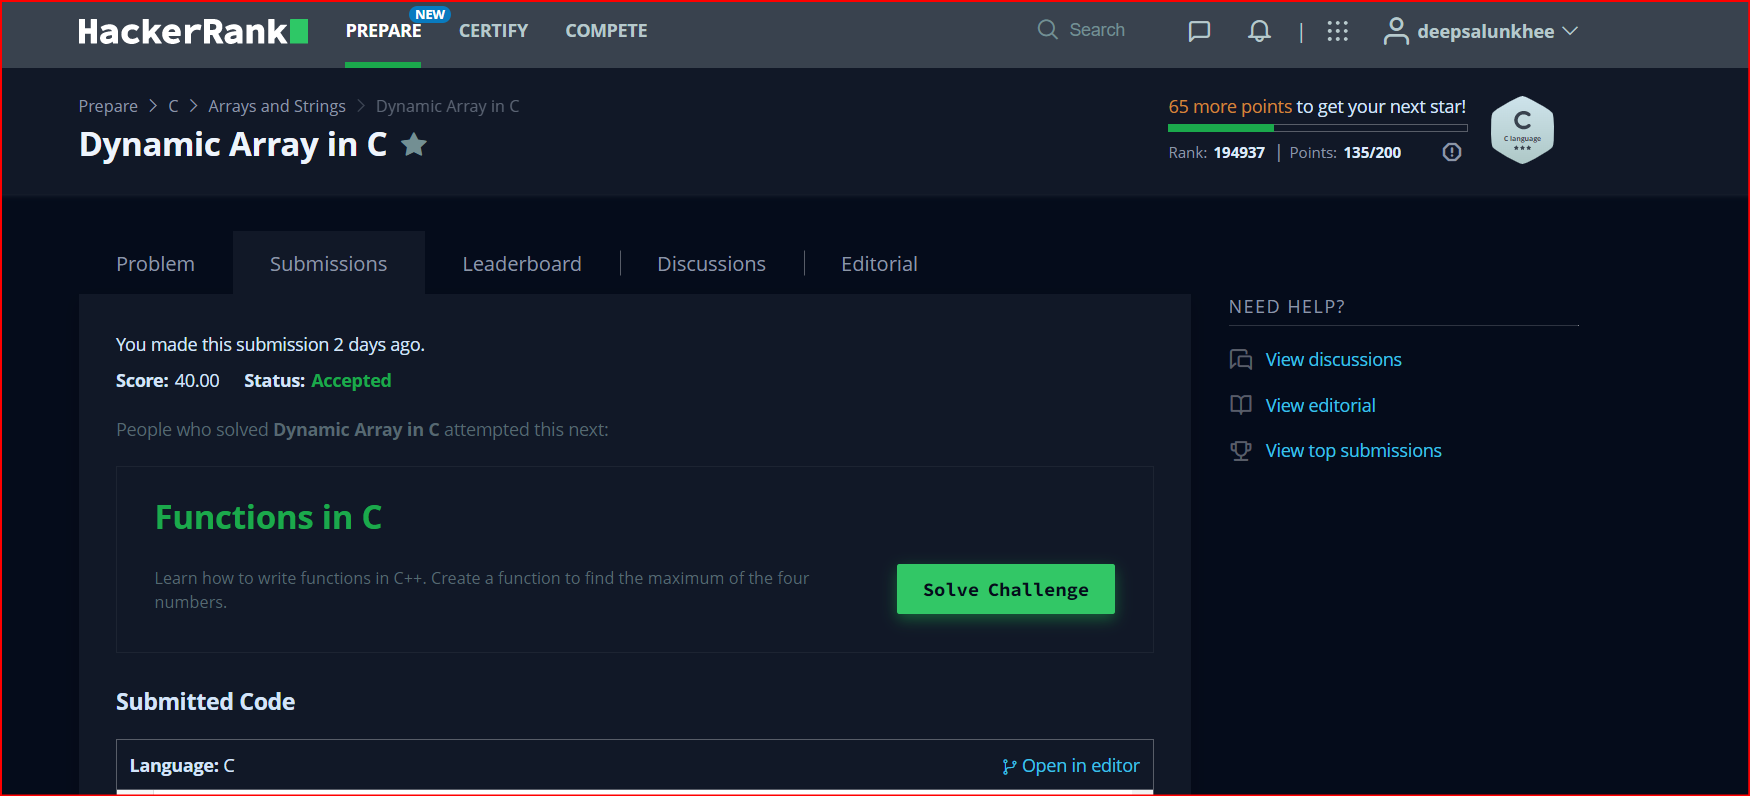 HackerRank
PREPARE NEW CERTIFY COMPETE Search | deepsalunkhee
Prepare > C > Arrays and Strings > Dynamic Array in C
Dynamic Array in C
65 more points to get your next star!
Rank: 194937 | Points: 135/200
C
C language
Problem Submissions Leaderboard Discussions Editorial
You made this submission 2 days ago.
Score: 40.00 Status: Accepted
People who solved Dynamic Array in C attempted this next:
Functions in C
Learn how to write functions in C++. Create a function to find the maximum of the four
numbers.
Solve Challenge
Submitted Code
Language: C Open in editor
NEED HELP?
View discussions
View editorial
View top submissions